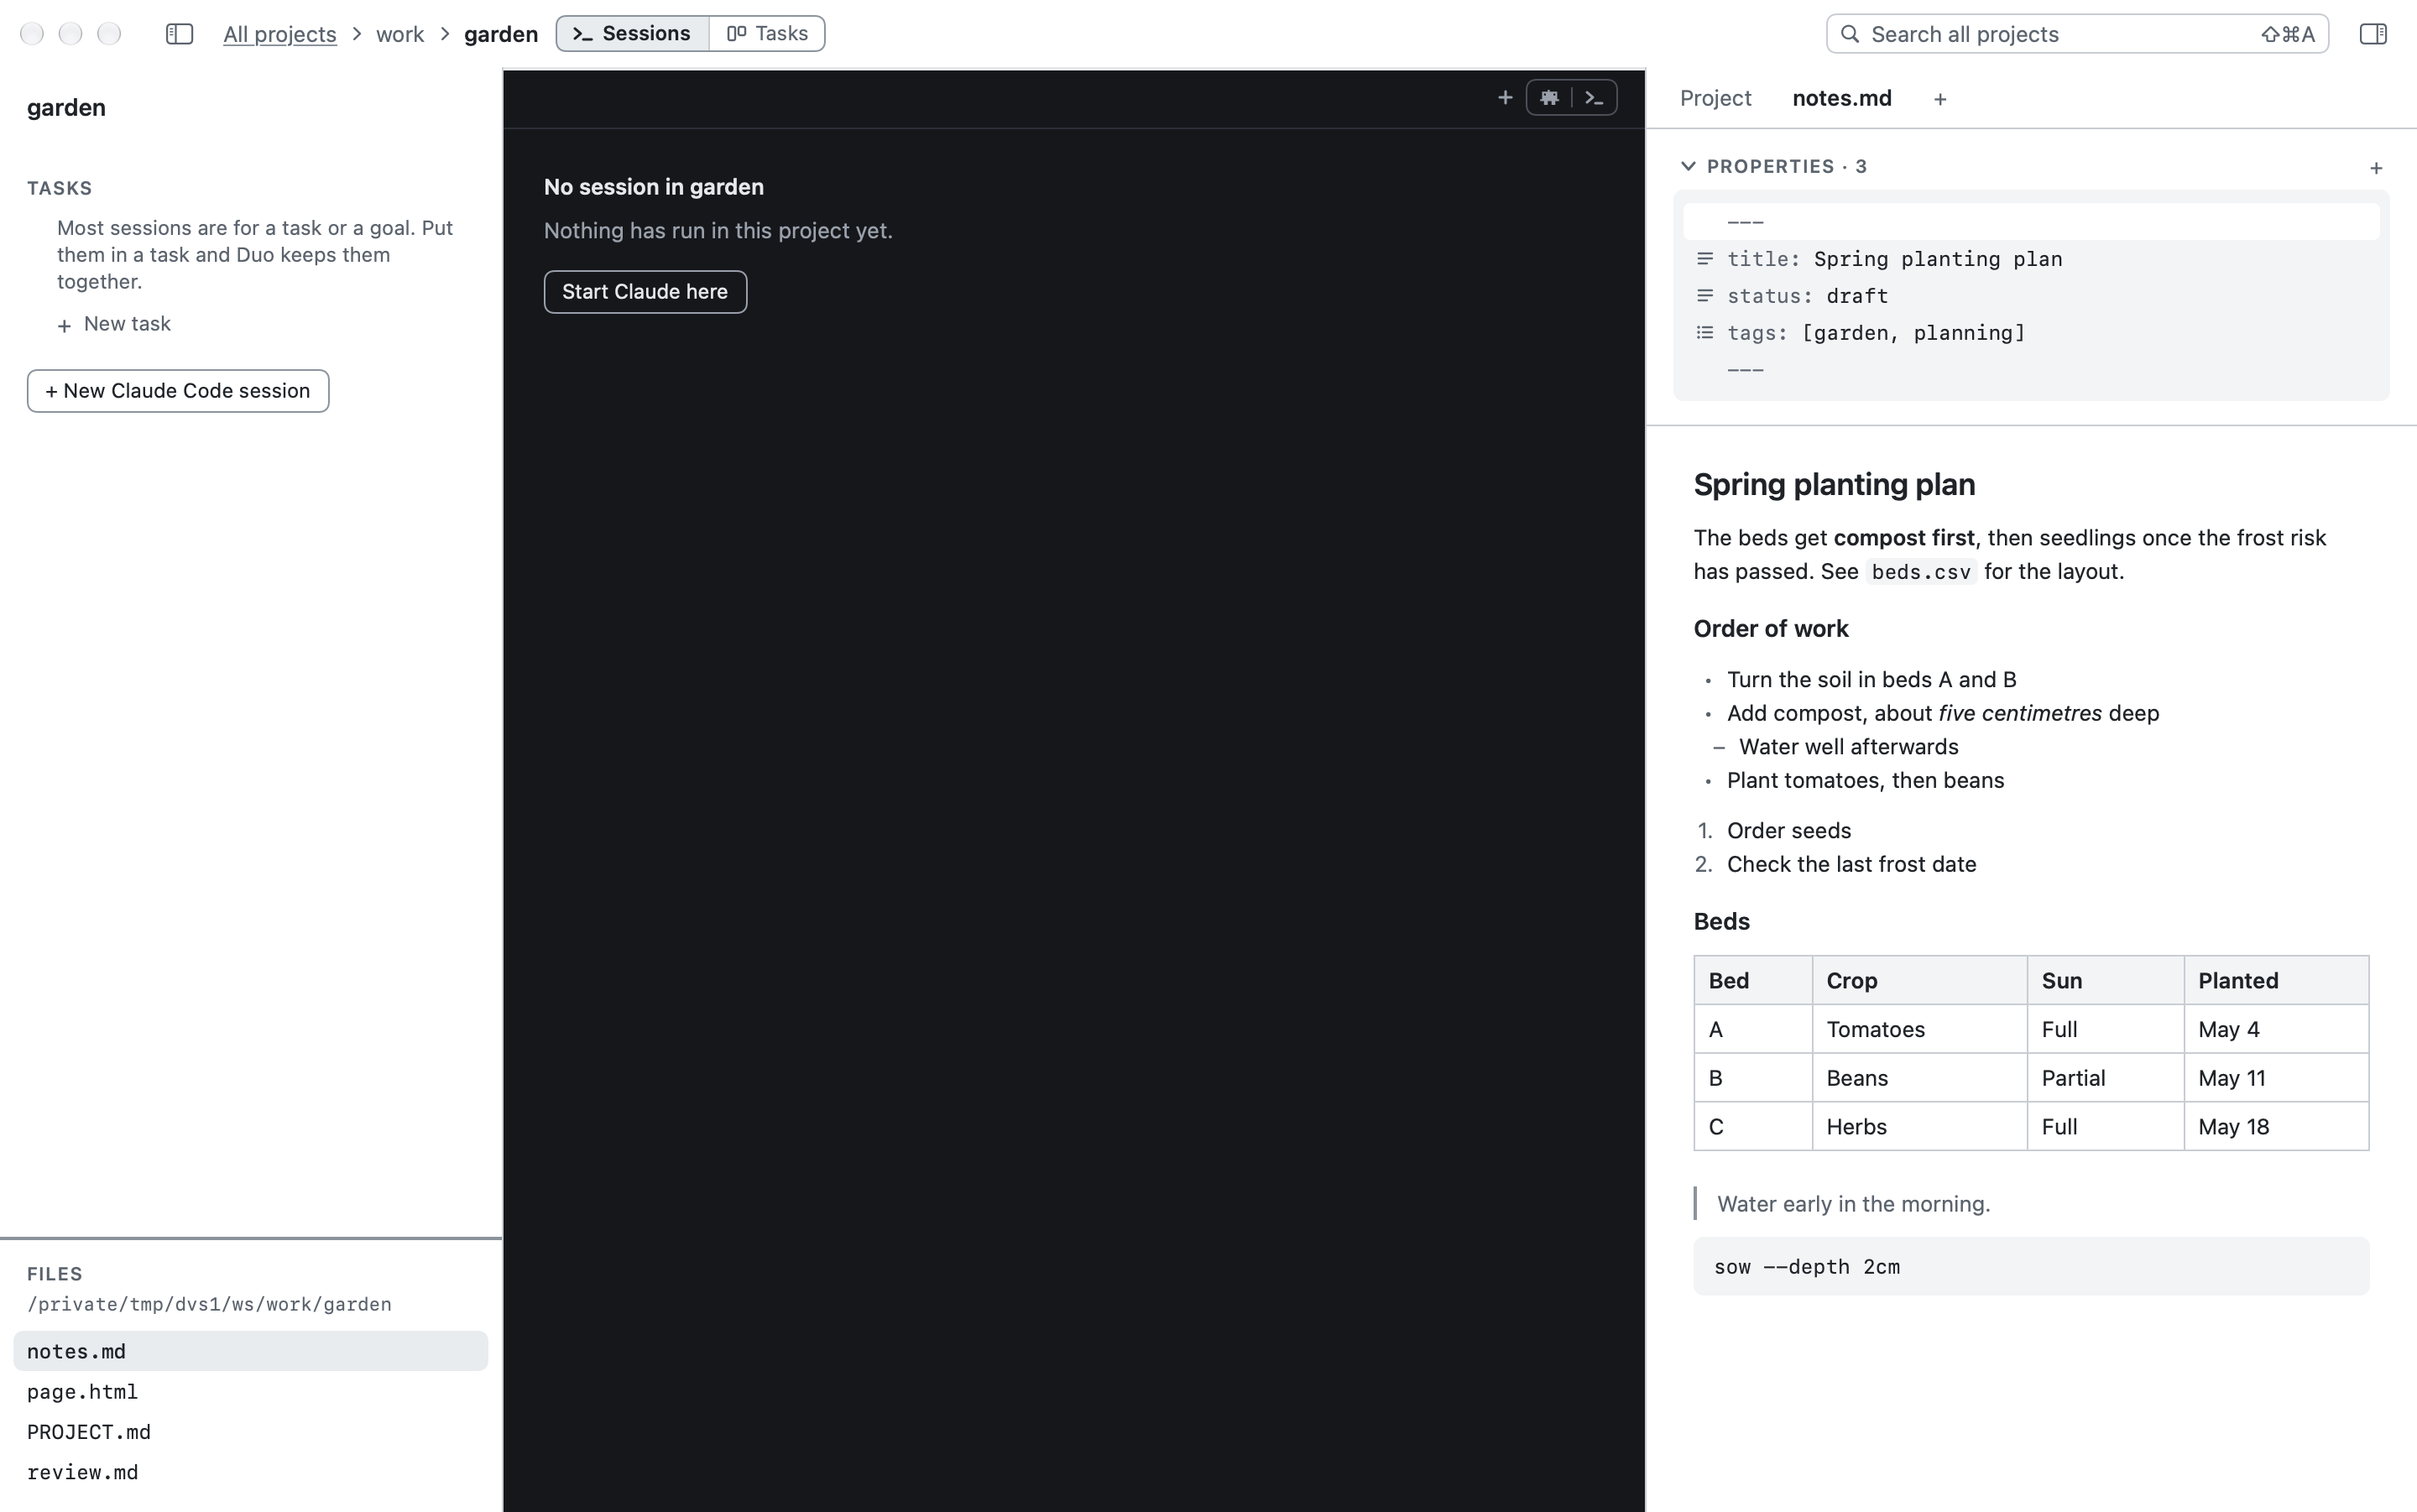 All projects > work > garden
Sessions
Tasks
Search all projects ⇧⌘A
garden
TASKS
Most sessions are for a task or a goal. Put
them in a task and Duo keeps them
together.
+ New task
+ New Claude Code session
FILES
/private/tmp/dvs1/ws/work/garden
notes.md
page.html
PROJECT.md
review.md
No session in garden
Nothing has run in this project yet.
Start Claude here
Project
notes.md
+
PROPERTIES · 3
---
title: Spring planting plan
status: draft
tags: [garden, planning]
---
Spring planting plan
The beds get compost first, then seedlings once the frost risk
has passed. See beds.csv for the layout.
Order of work
• Turn the soil in beds A and B
• Add compost, about five centimetres deep
– Water well afterwards
• Plant tomatoes, then beans
1. Order seeds
2. Check the last frost date
Beds
Bed Crop Sun Planted
A Tomatoes Full May 4
B Beans Partial May 11
C Herbs Full May 18
Water early in the morning.
sow --depth 2cm